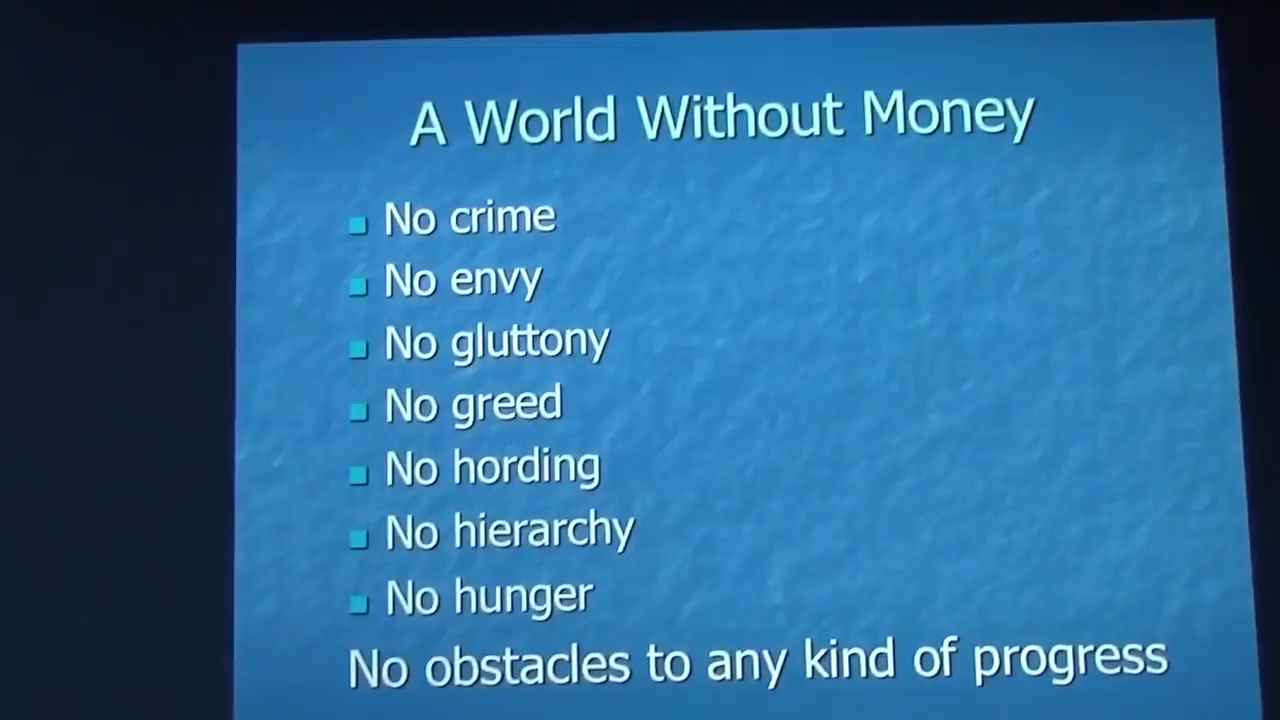 A World Without Money
No crime
No envy
No gluttony
No greed
No hording
No hierarchy
No hunger
No obstacles to any kind of progress